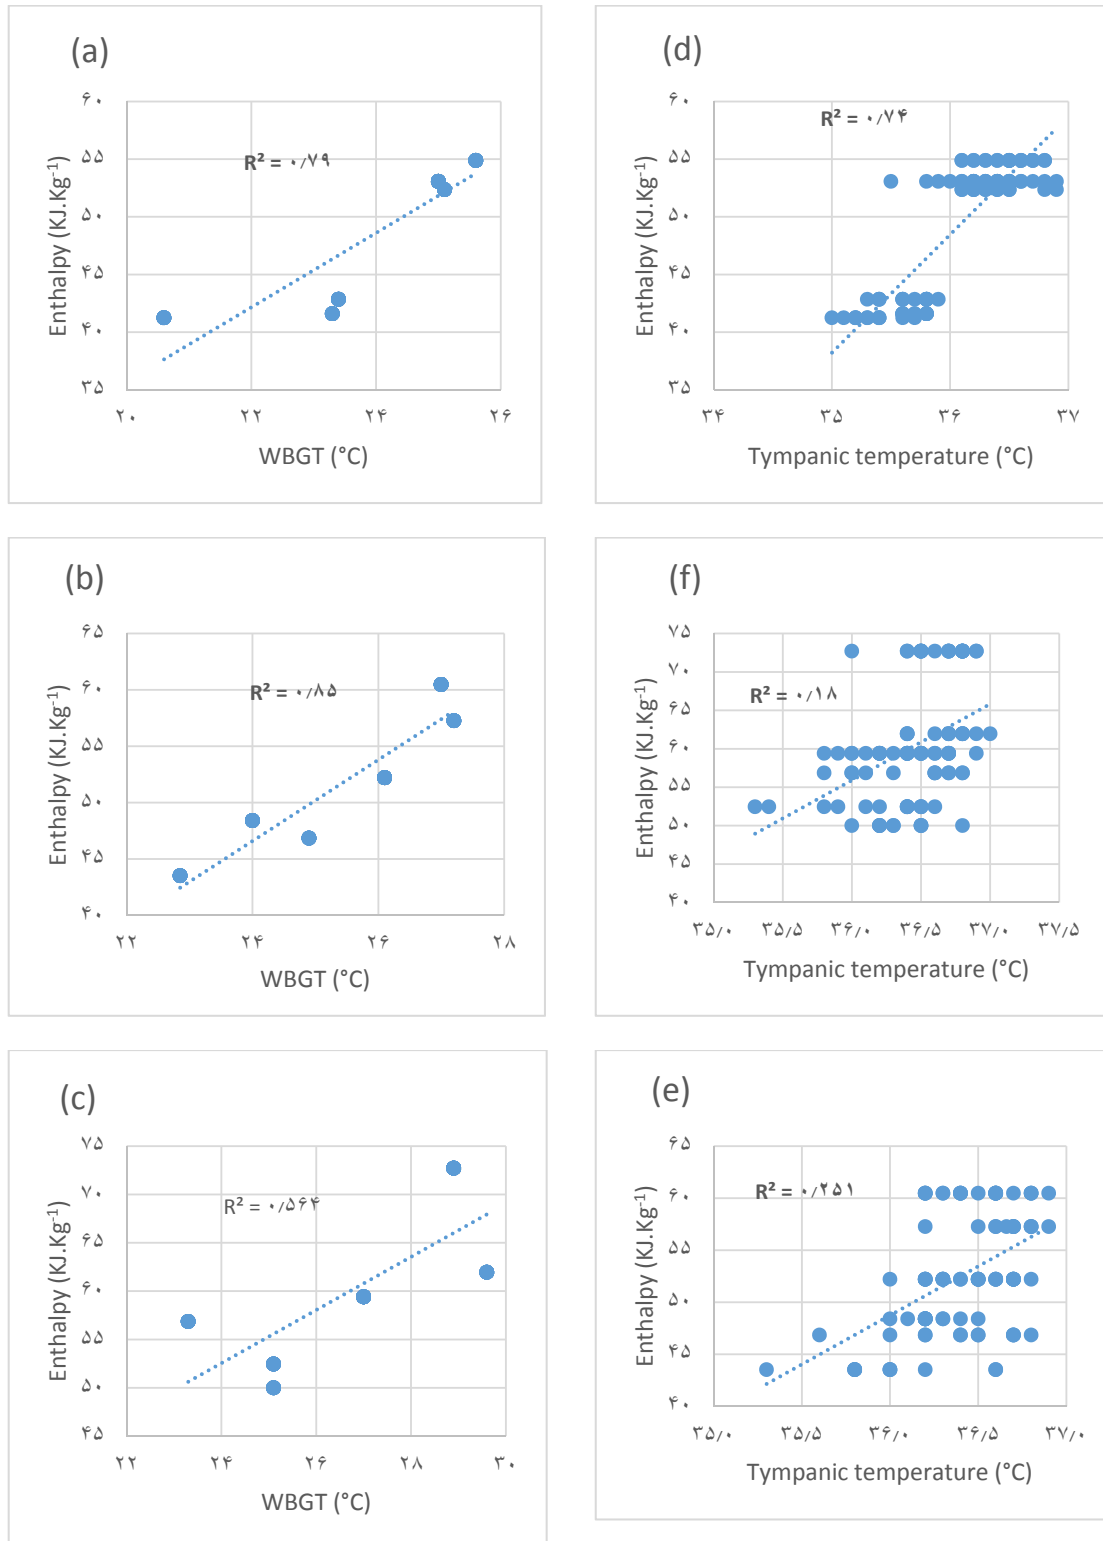 (a)
R² = ۰/۷۹
Enthalpy (KJ.Kg⁻¹)
۶۰
۵۵
۵۰
۴۵
۴۰
۳۵
۲۰ ۲۲ ۲۴ ۲۶
WBGT (°C)
(d)
R² = ۰/۷۴
Enthalpy (KJ.Kg⁻¹)
۶۰
۵۵
۵۰
۴۵
۴۰
۳۵
۳۴ ۳۵ ۳۶ ۳۷
Tympanic temperature (°C)
(b)
R² = ۰/۸۵
Enthalpy (KJ.Kg⁻¹)
۶۵
۶۰
۵۵
۵۰
۴۵
۴۰
۲۲ ۲۴ ۲۶ ۲۸
WBGT (°C)
(f)
R² = ۰/۱۸
Enthalpy (KJ.Kg⁻¹)
۷۵
۷۰
۶۵
۶۰
۵۵
۵۰
۴۵
۴۰
۳۵/۰ ۳۵/۵ ۳۶/۰ ۳۶/۵ ۳۷/۰ ۳۷/۵
Tympanic temperature (°C)
(c)
R² = ۰/۵۶۴
Enthalpy (KJ.Kg⁻¹)
۷۵
۷۰
۶۵
۶۰
۵۵
۵۰
۴۵
۲۲ ۲۴ ۲۶ ۲۸ ۳۰
WBGT (°C)
(e)
R² = ۰/۲۵۱
Enthalpy (KJ.Kg⁻¹)
۶۵
۶۰
۵۵
۵۰
۴۵
۴۰
۳۵/۰ ۳۵/۵ ۳۶/۰ ۳۶/۵ ۳۷/۰
Tympanic temperature (°C)